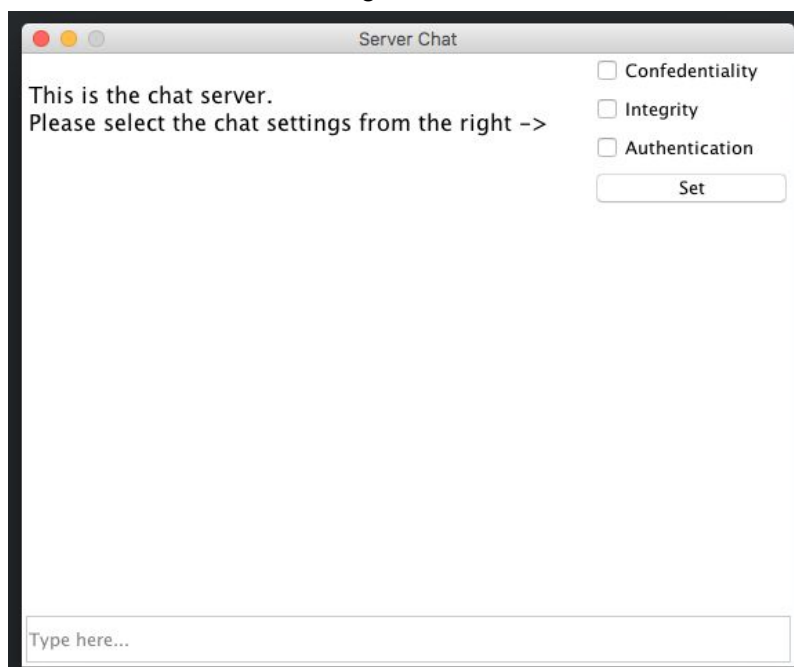 Server Chat
This is the chat server.
Please select the chat settings from the right ->
Confedentiality
Integrity
Authentication
Set
Type here...